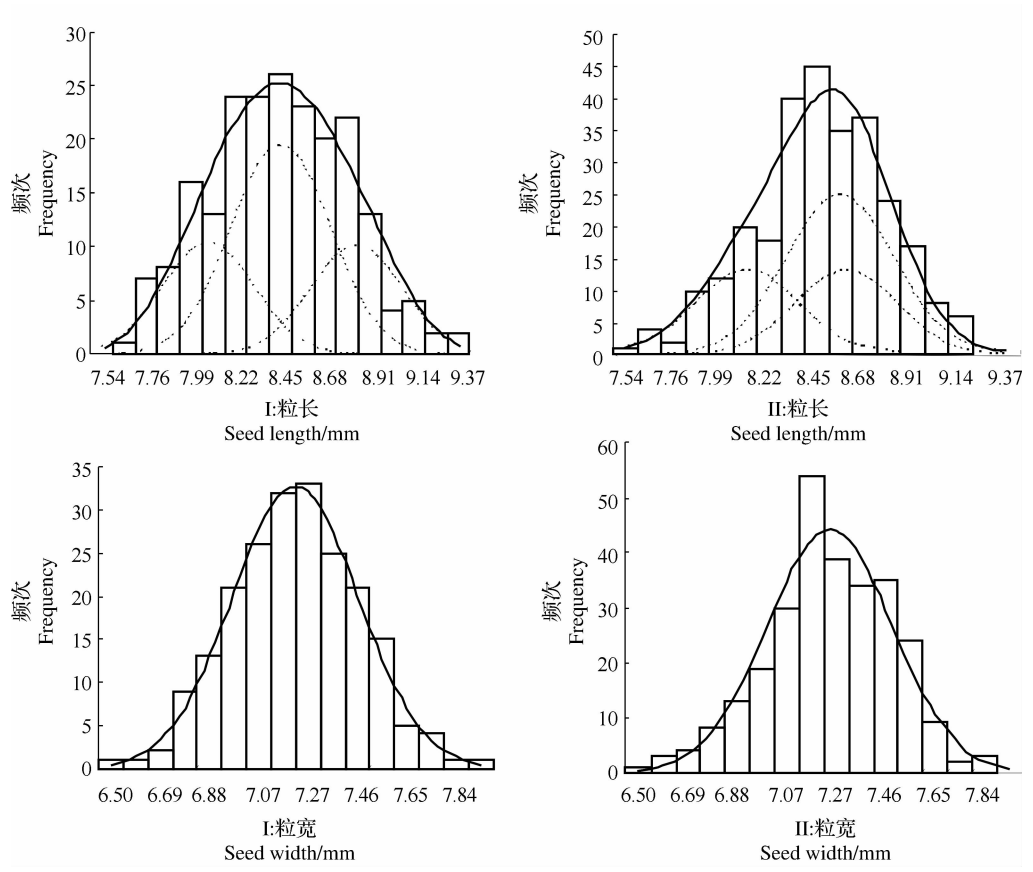 30
25
20
15
10
5
0
频次
Frequency
7.54 7.76 7.99 8.22 8.45 8.68 8.91 9.14 9.37
I:粒长
Seed length/mm
50
45
40
35
30
25
20
15
10
5
0
频次
Frequency
7.54 7.76 7.99 8.22 8.45 8.68 8.91 9.14 9.37
II:粒长
Seed length/mm
35
30
25
20
15
10
5
0
频次
Frequency
6.50 6.69 6.88 7.07 7.27 7.46 7.65 7.84
I:粒宽
Seed width/mm
60
50
40
30
20
10
0
频次
Frequency
6.50 6.69 6.88 7.07 7.27 7.46 7.65 7.84
II:粒宽
Seed width/mm